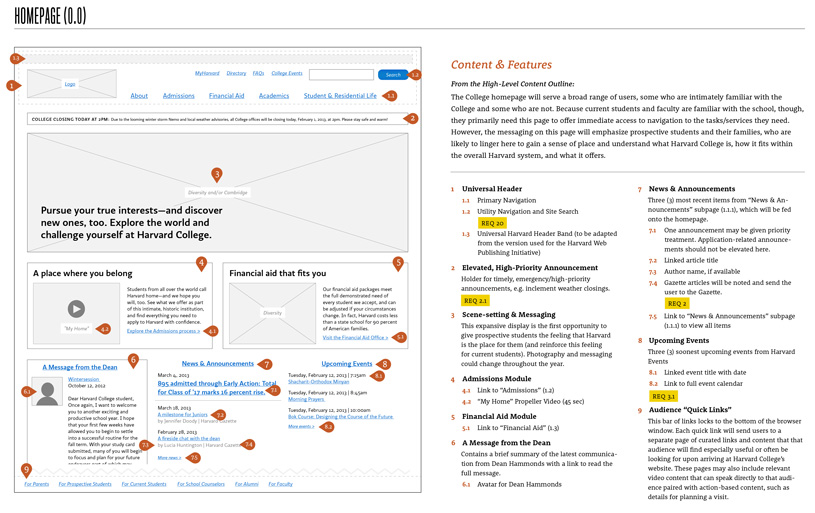 HOMEPAGE (0.0)
1.3
MyHarvard Directory FAQs College Events
Search
1.2
1
Logo
About Admissions Financial Aid Academics Student & Residential Life
1.1
COLLEGE CLOSING TODAY AT 2PM: Due to the looming winter storm Nemo and local weather advisories, all College offices will be closing today, February 1, 2013, at 2pm. Please stay safe and warm!
2
3
Diversity and/or Cambridge
Pursue your true interests—and discover
new ones, too. Explore the world and
challenge yourself at Harvard College.
4
A place where you belong
"My Home"
4.2
Students from all over the world call
Harvard home—and we hope you
will, too. See what we offer as part
of this intimate, historic institution,
and find everything you need to
apply to Harvard with confidence.
Explore the Admissions process »
4.1
5
Financial aid that fits you
Diversity
Our financial aid packages meet
the full demonstrated need of
every student we accept, and can
be adjusted if your circumstances
change. In fact, Harvard costs less
than a state school for 90 percent
of American families.
Visit the Financial Aid Office »
5.1
6
A Message from the Dean
6.1
Wintersession
October 12, 2012
Dear Harvard College student,
Once again, I want to welcome
you to another exciting and
productive school year. I hope
that your first few weeks have
allowed you to begin to settle
into a successful routine for the
fall term. With your study card
submitted, many of you will begin
to focus and plan for your future
News & Announcements
7
March 4, 2013
895 admitted through Early Action: Total
for Class of '17 marks 16 percent rise.
7.1
March 18, 2013
A milestone for juniors
7.2
by Jennifer Doody | Harvard Gazette
February 28, 2013
A fireside chat with the dean
7.3
by Lucia Huntington | Harvard Gazette
7.4
More news »
7.5
Upcoming Events
8
Tuesday, February 12, 2013 | 7:15am
Shacharit: Orthodox Minyan
8.1
Tuesday, February 12, 2013 | 8:45am
Morning Prayers
Tuesday, February 12, 2013 | 10:00am
Bok Course: Designing the Course of the Future
More events »
8.2
9
For Parents For Prospective Students For Current Students For School Counselors For Alumni For Faculty
Content & Features
From the High-Level Content Outline:
The College homepage will serve a broad range of users, some who are intimately familiar with the
College and some who are not. Because current students and faculty are familiar with the school, though,
they primarily need this page to offer immediate access to navigation to the tasks/services they need.
However, the messaging on this page will emphasize prospective students and their families, who are
likely to linger here to gain a sense of place and understand what Harvard College is, how it fits within
the overall Harvard system, and what it offers.
1 Universal Header
1.1 Primary Navigation
1.2 Utility Navigation and Site Search
REQ 20
1.3 Universal Harvard Header Band (to be adapted
from the version used for the Harvard Web
Publishing Initiative)
2 Elevated, High-Priority Announcement
Holder for timely, emergency/high-priority
announcements, e.g. inclement weather closings.
REQ 2.1
3 Scene-setting & Messaging
This expansive display is the first opportunity to
give prospective students the feeling that Harvard
is the place for them (and reinforce this feeling
for current students). Photography and messaging
could change throughout the year.
4 Admissions Module
4.1 Link to "Admissions" (1.2)
4.2 "My Home" Propeller Video (45 sec)
5 Financial Aid Module
5.1 Link to "Financial Aid" (1.3)
6 A Message from the Dean
Contains a brief summary of the latest communica-
tion from Dean Hammonds with a link to read the
full message.
6.1 Avatar for Dean Hammonds
7 News & Announcements
Three (3) most recent items from "News & An-
nouncements" subpage (1.1.1), which will be fed
onto the homepage.
7.1 One announcement may be given priority
treatment. Application-related announce-
ments should not be elevated here.
7.2 Linked article title
7.3 Author name, if available
7.4 Gazette articles will be noted and send the
user to the Gazette.
REQ 2
7.5 Link to "News & Announcements" subpage
(1.1.1) to view all items
8 Upcoming Events
Three (3) soonest upcoming events from Harvard
Events
8.1 Linked event title with date
8.2 Link to full event calendar
REQ 3.1
9 Audience "Quick Links"
This bar of links locks to the bottom of the browser
window. Each quick link will send users to a
separate page of curated links and content that that
audience will find especially useful or often be
looking for upon arriving at Harvard College's
website. These pages may also include relevant
video content that can speak directly to that audi-
ence paired with action-based content, such as
details for planning a visit.